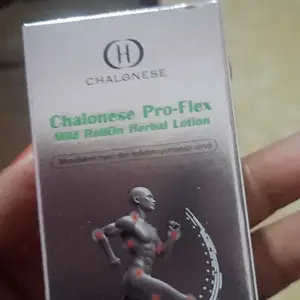 CHALONESE
Chalonese Pro-Flex
Mild RollOn Herbal Lotion